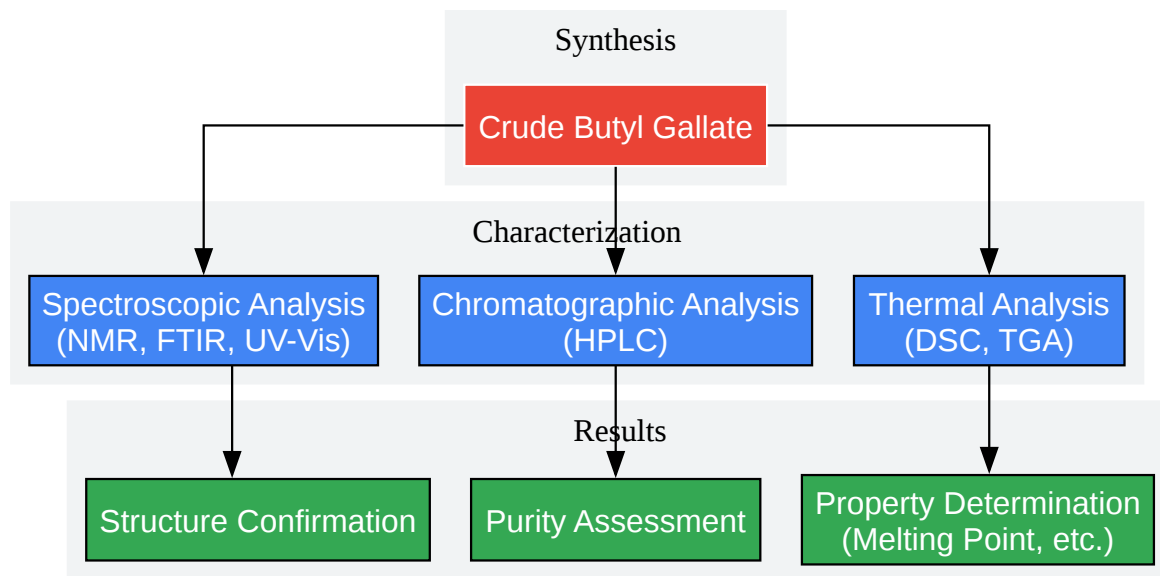 Synthesis
Crude Butyl Gallate
Characterization
Spectroscopic Analysis
(NMR, FTIR, UV-Vis)
Chromatographic Analysis
(HPLC)
Thermal Analysis
(DSC, TGA)
Results
Structure Confirmation
Purity Assessment
Property Determination
(Melting Point, etc.)